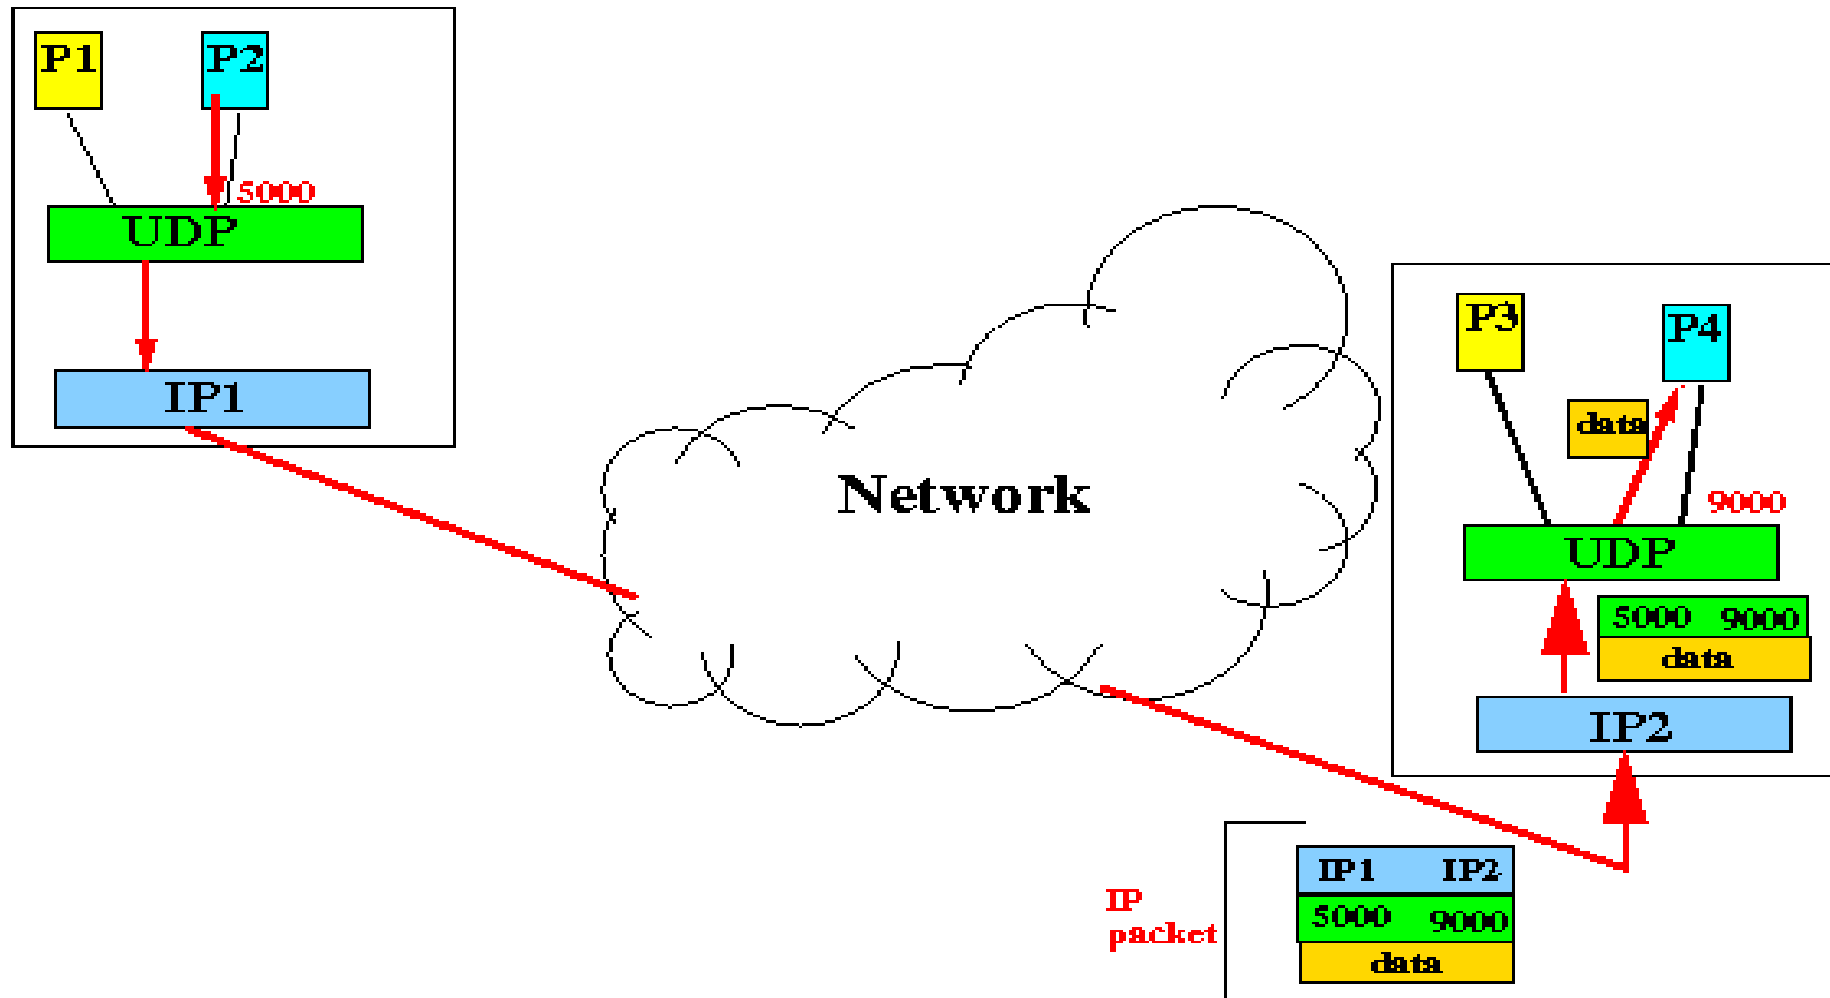 P1
P2
5000
UDP
IP1
Network
P3
P4
data
9000
UDP
5000 9000
data
IP2
IP packet
IP1 IP2
5000 9000
data